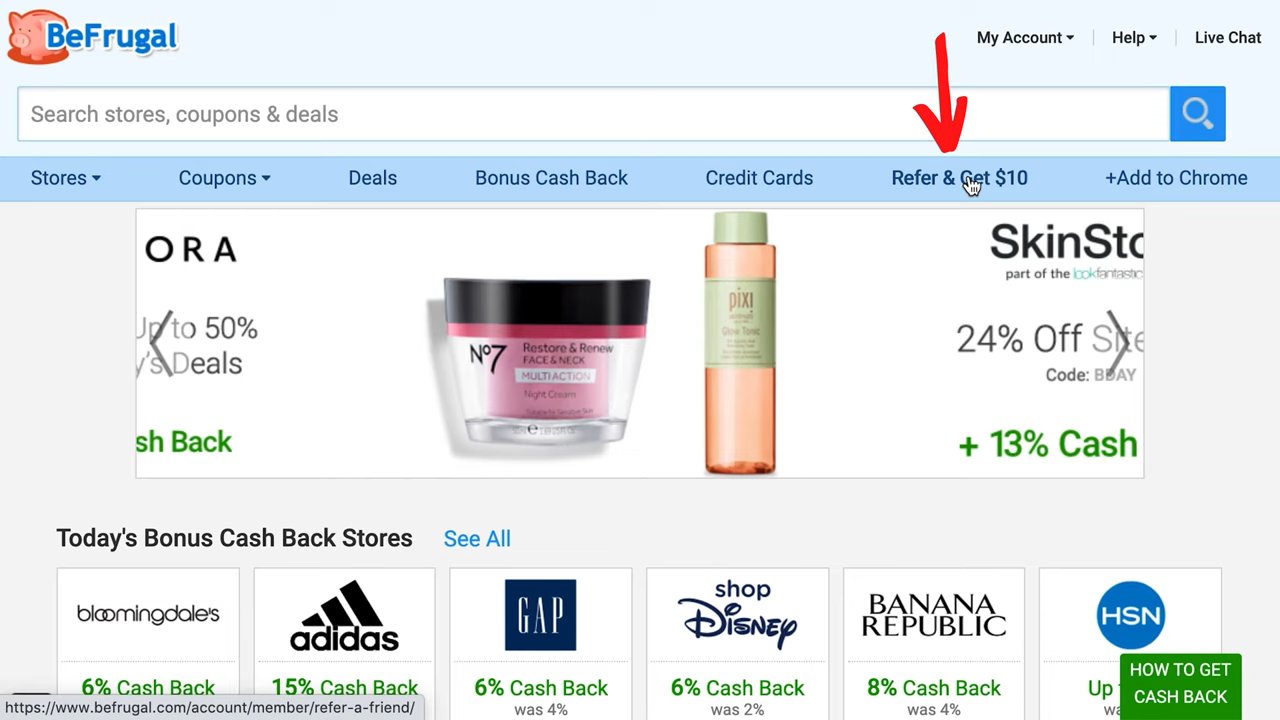 BeFrugal
My Account
Help
Live Chat
Search stores, coupons & deals
Stores
Coupons
Deals
Bonus Cash Back
Credit Cards
Refer & Get $10
+Add to Chrome
ORA
Up to 50%
y's Deals
sh Back
No7
Restore & Renew
FACE & NECK
MULTI ACTION
Night Cream
pixi
Glow Tonic
SkinSto
part of the lookfantastic
24% Off Site
Code: BDAY
+ 13% Cash
Today's Bonus Cash Back Stores
See All
bloomingdale's
adidas
GAP
shop
Disney
BANANA
REPUBLIC
HSN
6% Cash Back
15% Cash Back
6% Cash Back
was 4%
6% Cash Back
was 2%
8% Cash Back
was 4%
Up
HOW TO GET
CASH BACK
https://www.befrugal.com/account/member/refer-a-friend/